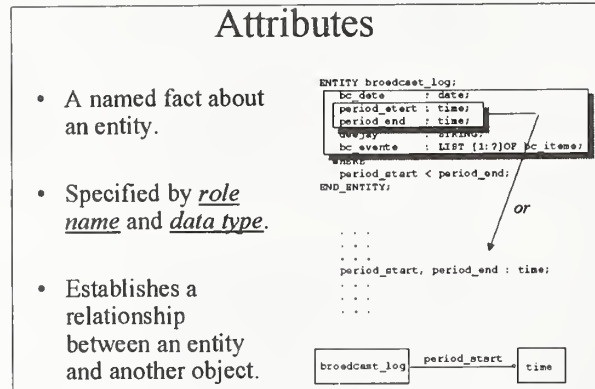 Attributes
• A named fact about
an entity.
• Specified by role
name and data type.
• Establishes a
relationship
between an entity
and another object.
ENTITY broadcast_log;
bc_date : date;
period_start : time;
period_end : time;
deejay : STRING;
bc_events : LIST [1:?]OF bc_items;
WHERE
period_start < period_end;
END_ENTITY;
or
. . .
. . .
. . .
period_start, period_end : time;
. . .
. . .
. . .
broadcast_log period_start time